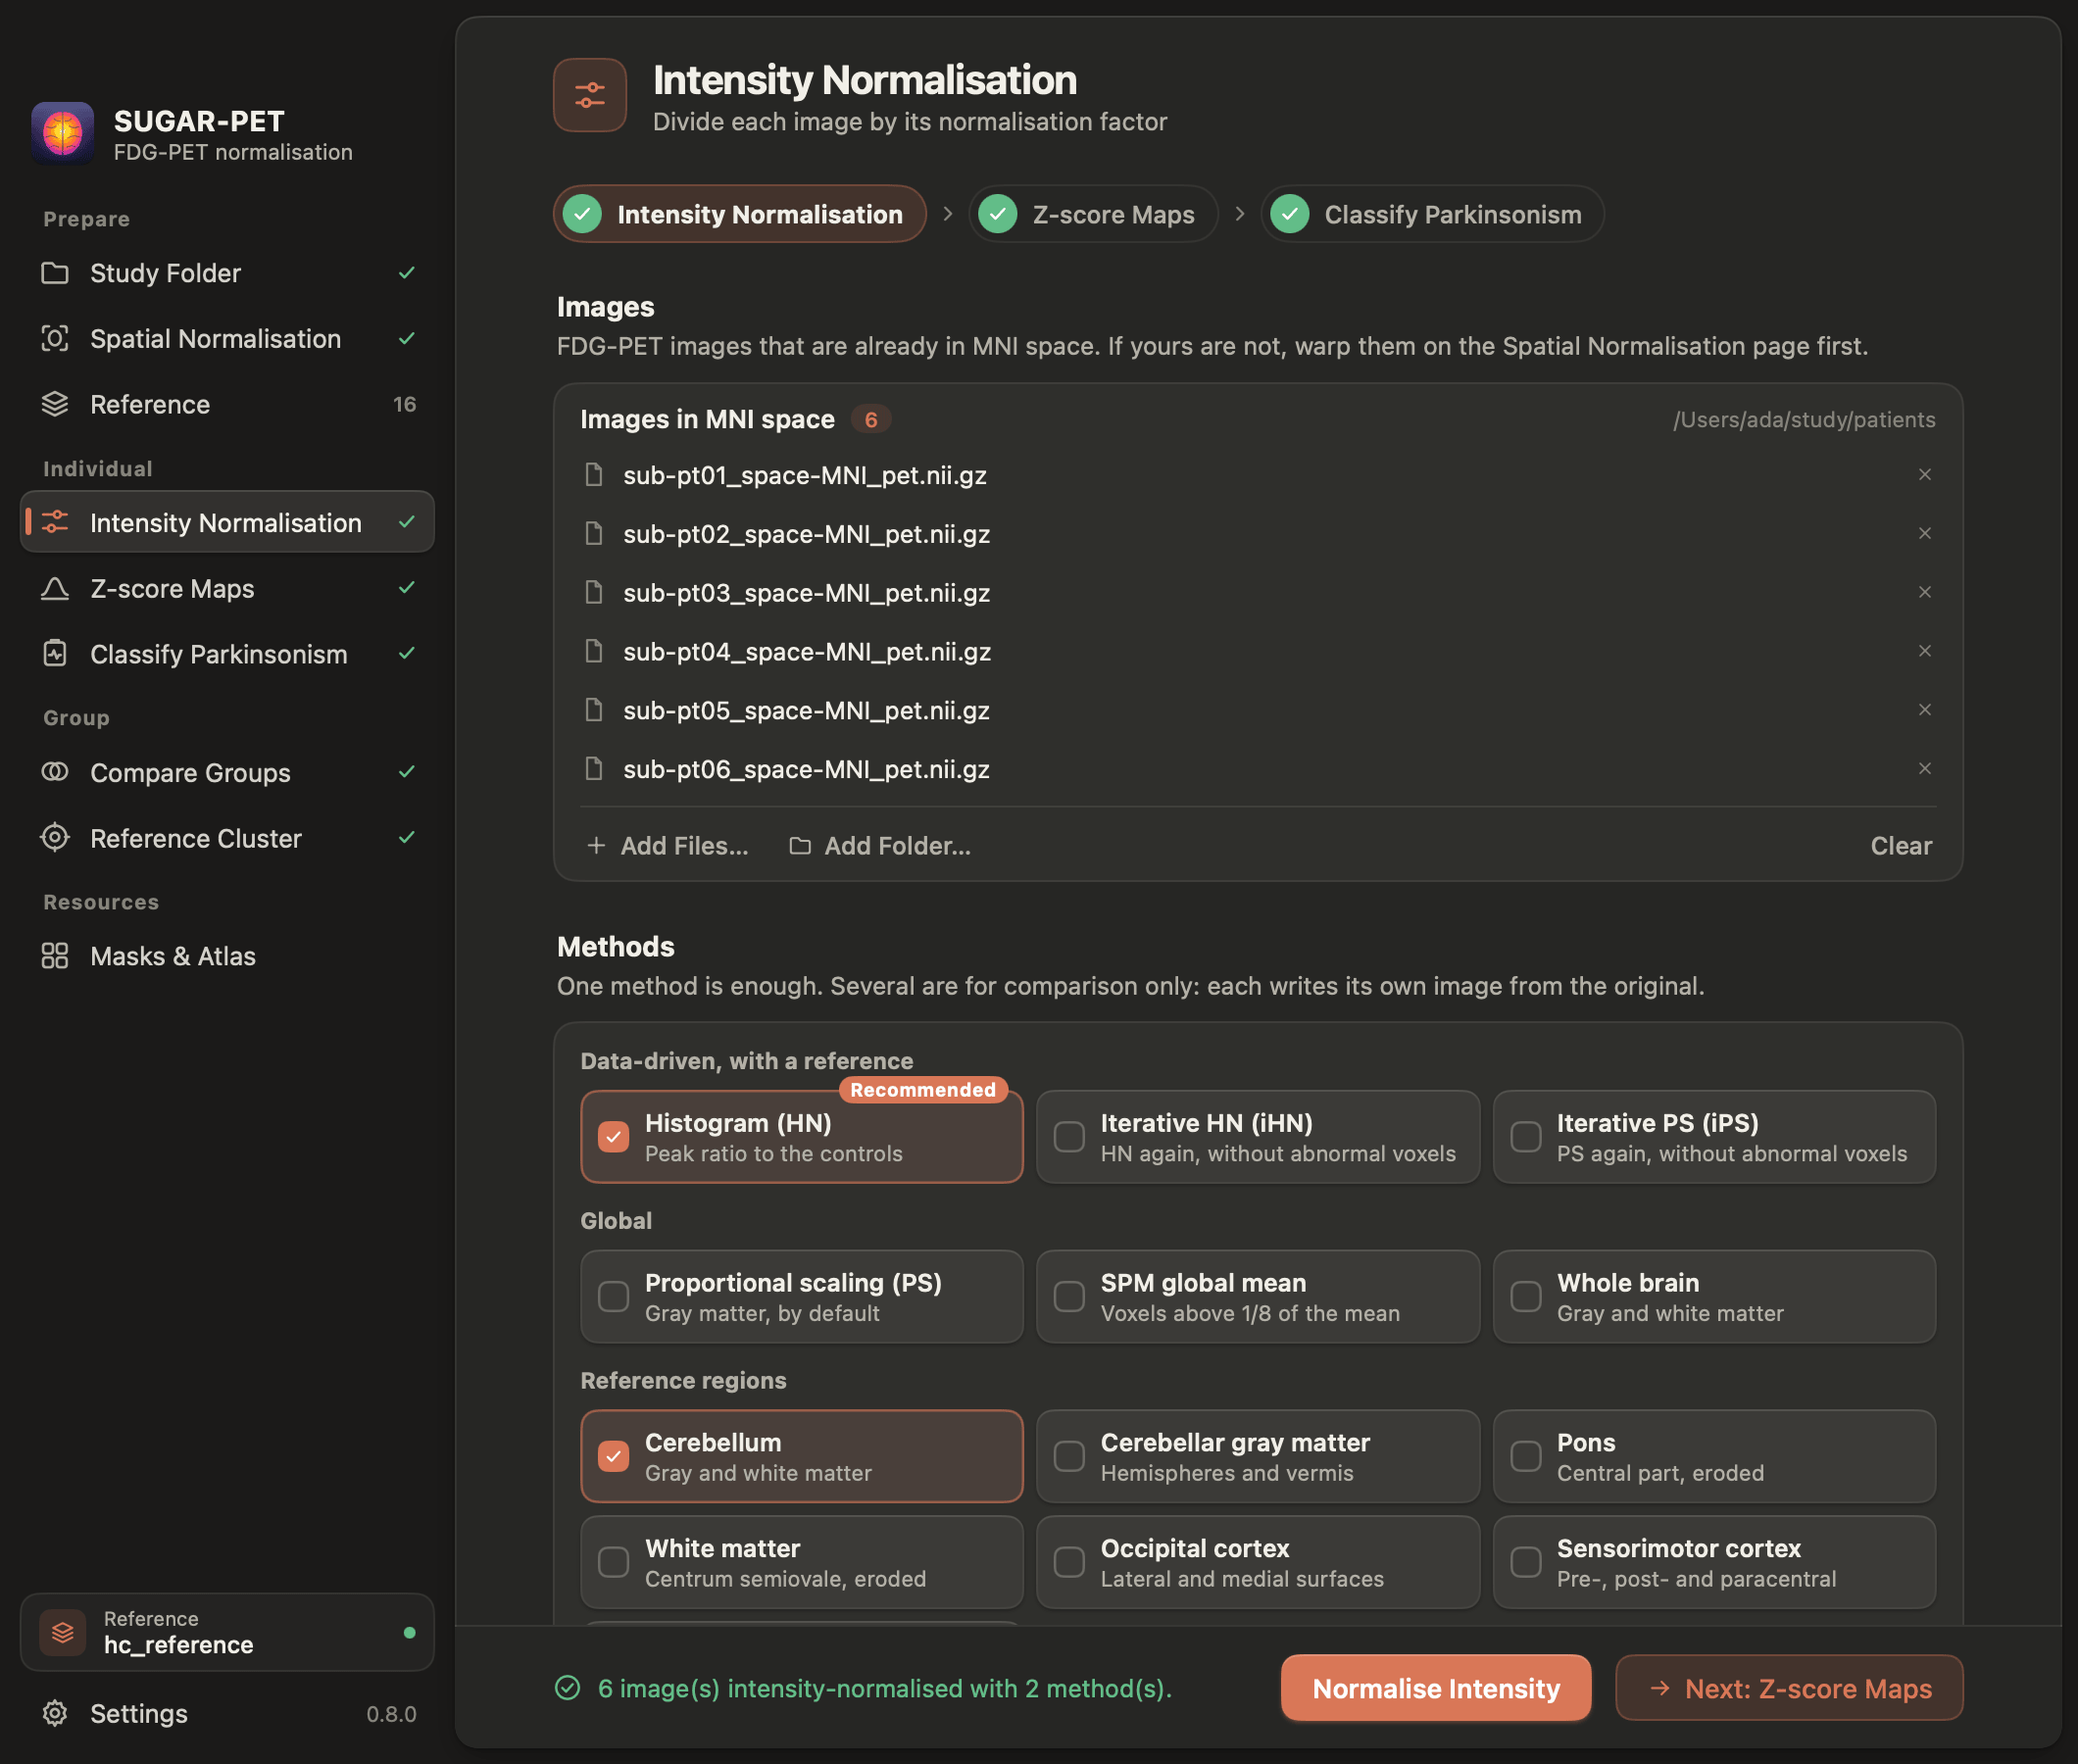 SUGAR-PET
FDG-PET normalisation
Prepare
Study Folder
Spatial Normalisation
Reference 16
Individual
Intensity Normalisation
Z-score Maps
Classify Parkinsonism
Group
Compare Groups
Reference Cluster
Resources
Masks & Atlas
Reference
hc_reference
Settings 0.8.0
Intensity Normalisation
Divide each image by its normalisation factor
Intensity Normalisation > Z-score Maps > Classify Parkinsonism
Images
FDG-PET images that are already in MNI space. If yours are not, warp them on the Spatial Normalisation page first.
Images in MNI space 6 /Users/ada/study/patients
sub-pt01_space-MNI_pet.nii.gz
sub-pt02_space-MNI_pet.nii.gz
sub-pt03_space-MNI_pet.nii.gz
sub-pt04_space-MNI_pet.nii.gz
sub-pt05_space-MNI_pet.nii.gz
sub-pt06_space-MNI_pet.nii.gz
+ Add Files... Add Folder... Clear
Methods
One method is enough. Several are for comparison only: each writes its own image from the original.
Data-driven, with a reference
Recommended
Histogram (HN)
Peak ratio to the controls
Iterative HN (iHN)
HN again, without abnormal voxels
Iterative PS (iPS)
PS again, without abnormal voxels
Global
Proportional scaling (PS)
Gray matter, by default
SPM global mean
Voxels above 1/8 of the mean
Whole brain
Gray and white matter
Reference regions
Cerebellum
Gray and white matter
Cerebellar gray matter
Hemispheres and vermis
Pons
Central part, eroded
White matter
Centrum semiovale, eroded
Occipital cortex
Lateral and medial surfaces
Sensorimotor cortex
Pre-, post- and paracentral
6 image(s) intensity-normalised with 2 method(s).
Normalise Intensity
→ Next: Z-score Maps